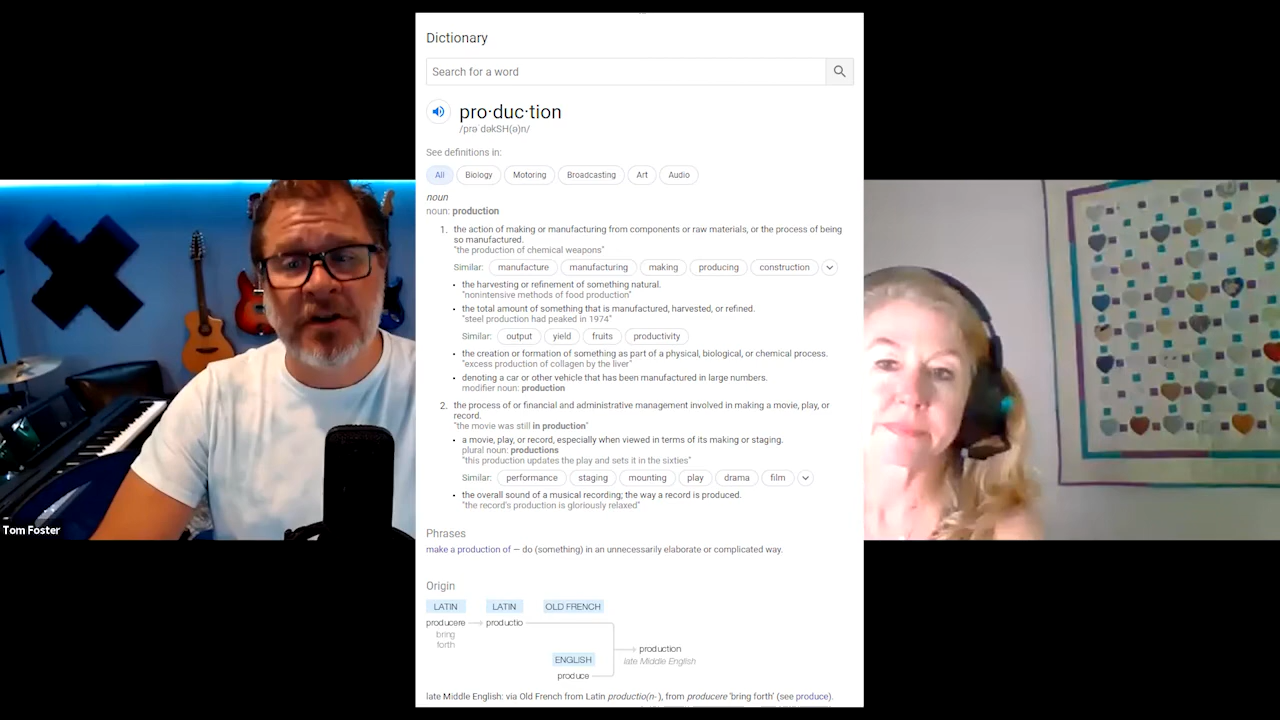 Dictionary
Search for a word
pro·duc·tion
/prəˈdəkSH(ə)n/
See definitions in:
All Biology Motoring Broadcasting Art Audio
noun
noun: production
1. the action of making or manufacturing from components or raw materials, or the process of being
so manufactured.
"the production of chemical weapons"
Similar: manufacture manufacturing making producing construction
• the harvesting or refinement of something natural.
"nonintensive methods of food production"
• the total amount of something that is manufactured, harvested, or refined.
"steel production had peaked in 1974"
Similar: output yield fruits productivity
• the creation or formation of something as part of a physical, biological, or chemical process.
"excess production of collagen by the liver"
• denoting a car or other vehicle that has been manufactured in large numbers.
modifier noun: production
2. the process of or financial and administrative management involved in making a movie, play, or
record.
"the movie was still in production"
• a movie, play, or record, especially when viewed in terms of its making or staging.
plural noun: productions
"this production updates the play and sets it in the sixties"
Similar: performance staging mounting play drama film
• the overall sound of a musical recording; the way a record is produced.
"the record's production is gloriously relaxed"
Tom Foster
Phrases
make a production of — do (something) in an unnecessarily elaborate or complicated way.
Origin
LATIN LATIN OLD FRENCH
producere productio
bring
forth
production
ENGLISH late Middle English
produce
late Middle English: via Old French from Latin productio(n- ), from producere 'bring forth' (see produce).